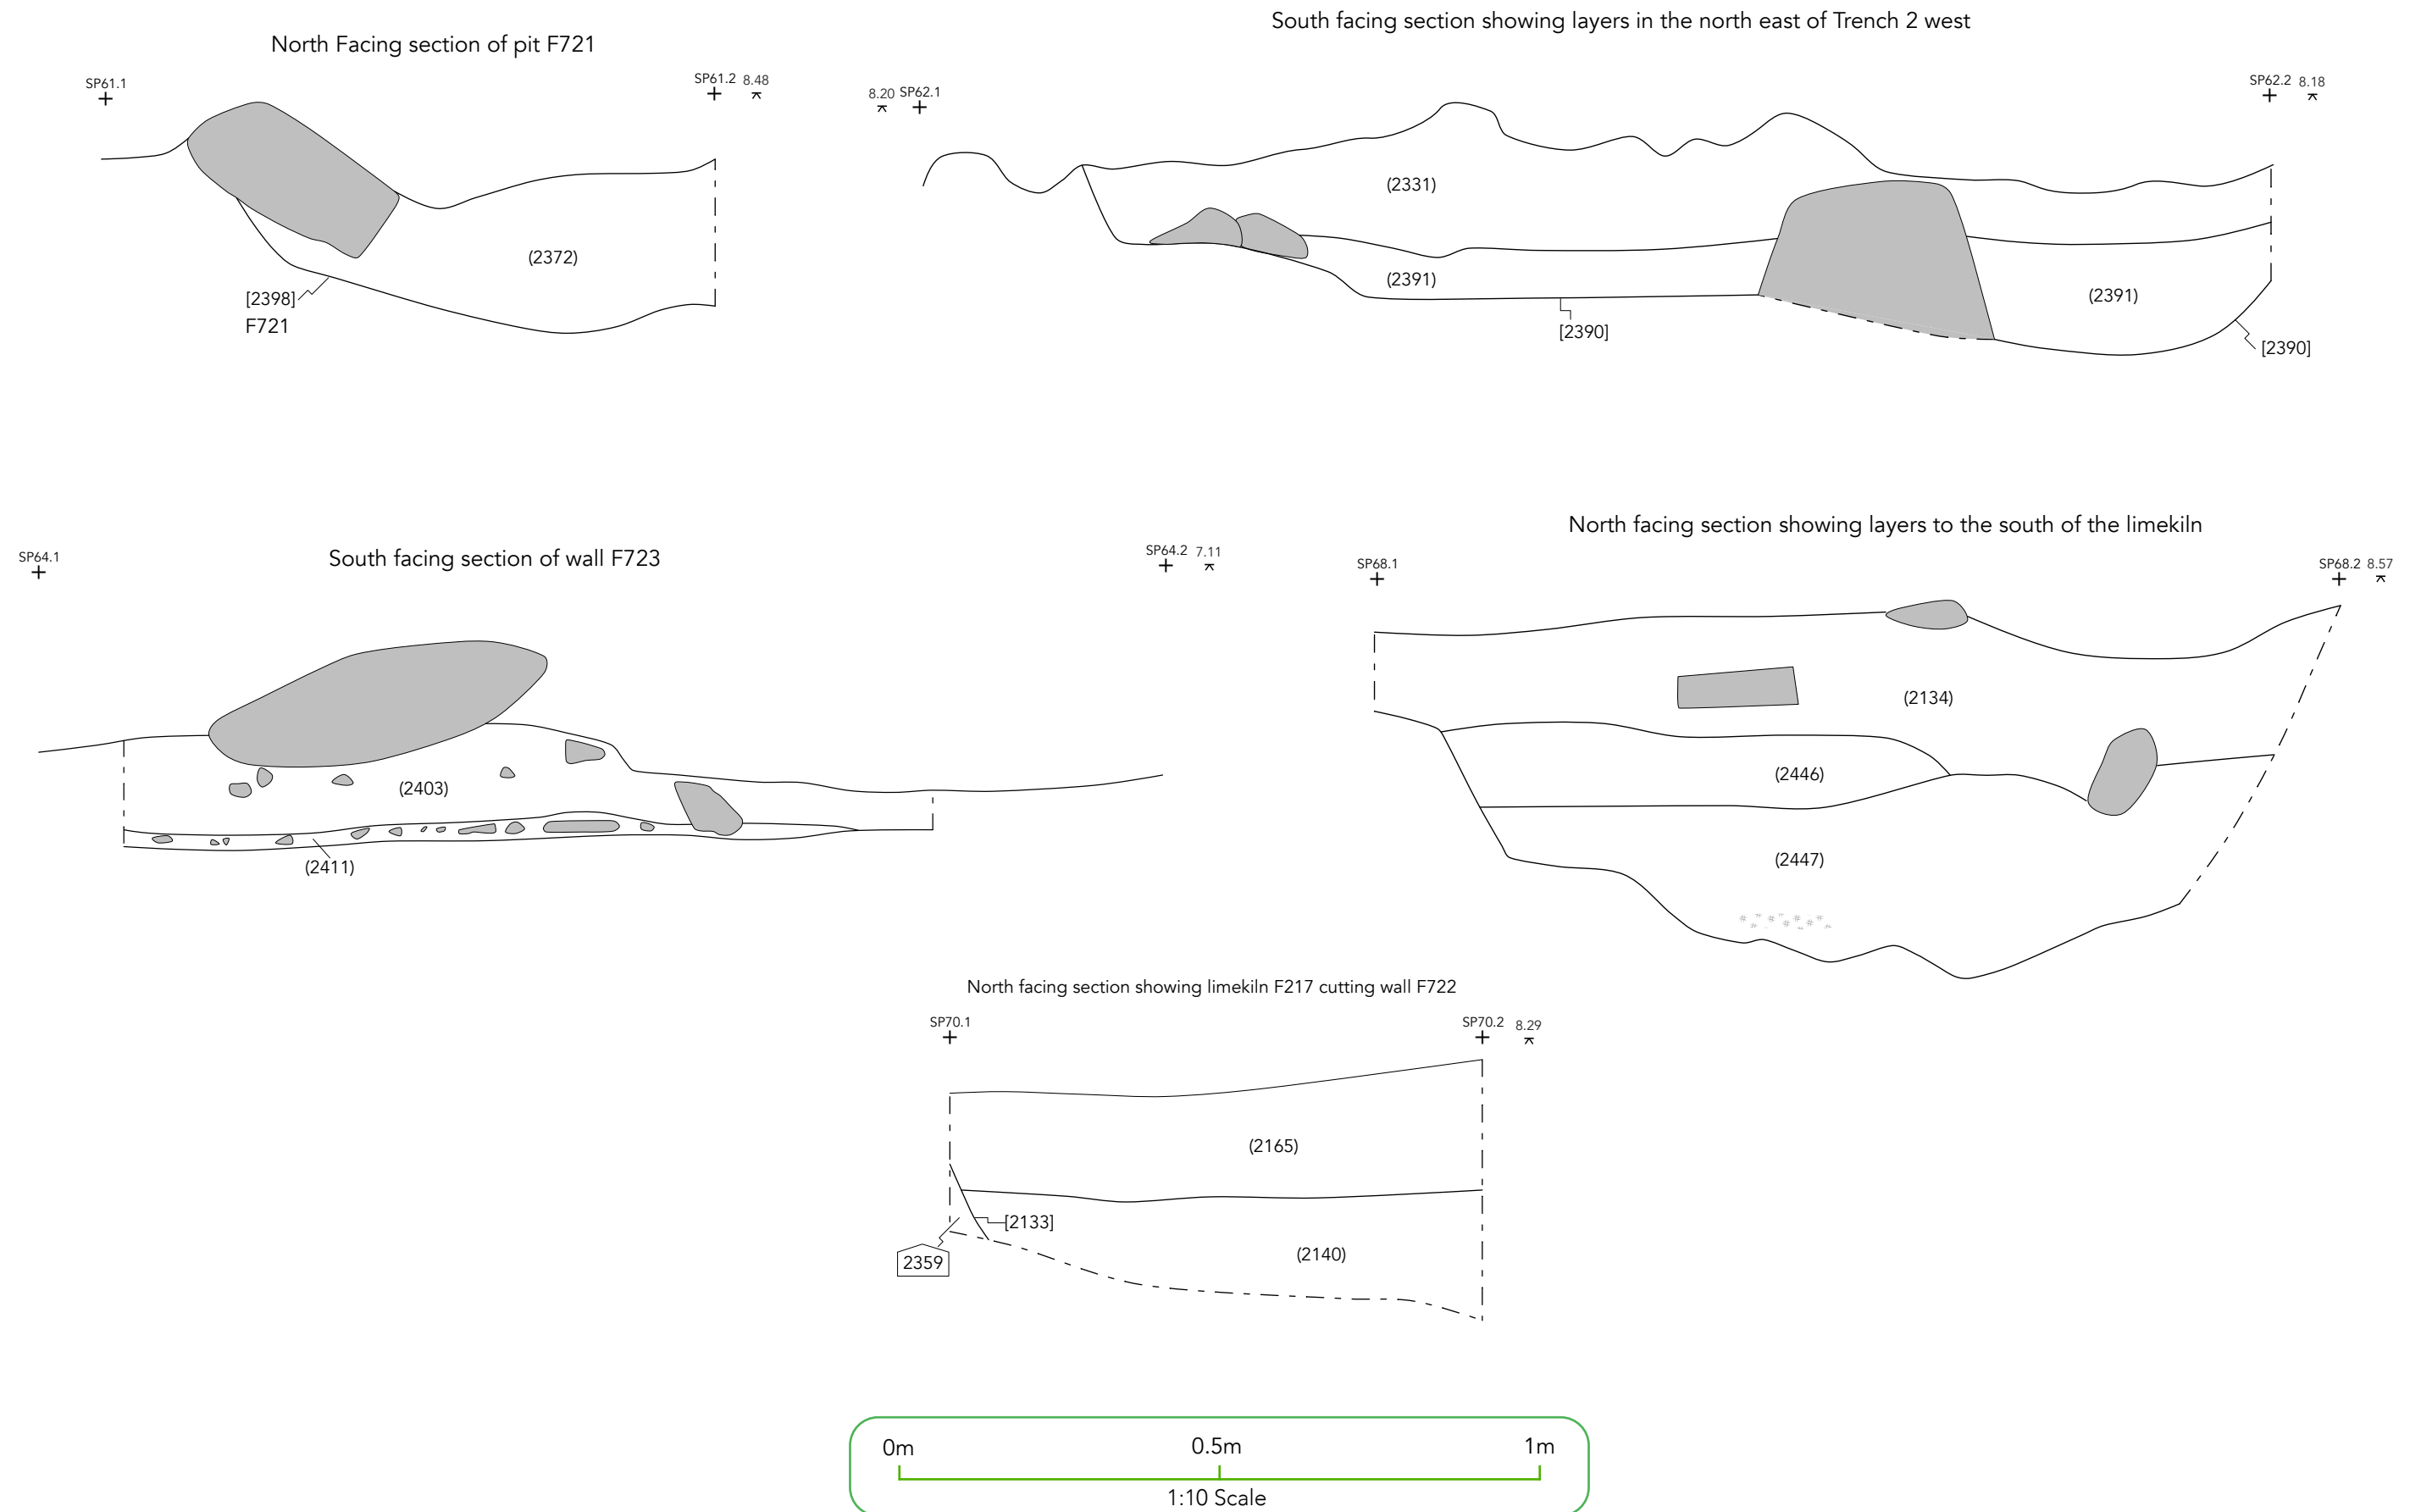 South facing section showing layers in the north east of Trench 2 west
North Facing section of pit F721
SP61.1
SP61.2 8.48
8.20 SP62.1
SP62.2 8.18
(2331)
(2372)
(2391)
(2391)
[2398]
F721
[2390]
[2390]
North facing section showing layers to the south of the limekiln
South facing section of wall F723
SP64.1
SP64.2 7.11
SP68.1
SP68.2 8.57
(2134)
(2403)
(2446)
(2411)
(2447)
North facing section showing limekiln F217 cutting wall F722
SP70.1
SP70.2 8.29
(2165)
[2133]
(2140)
2359
0m 0.5m 1m
1:10 Scale